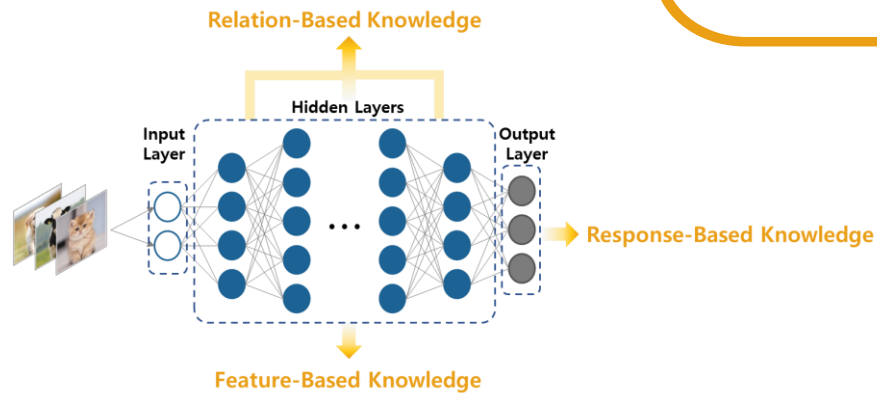 Relation-Based Knowledge
Hidden Layers
Input
Layer
Output
Layer
...
Response-Based Knowledge
Feature-Based Knowledge